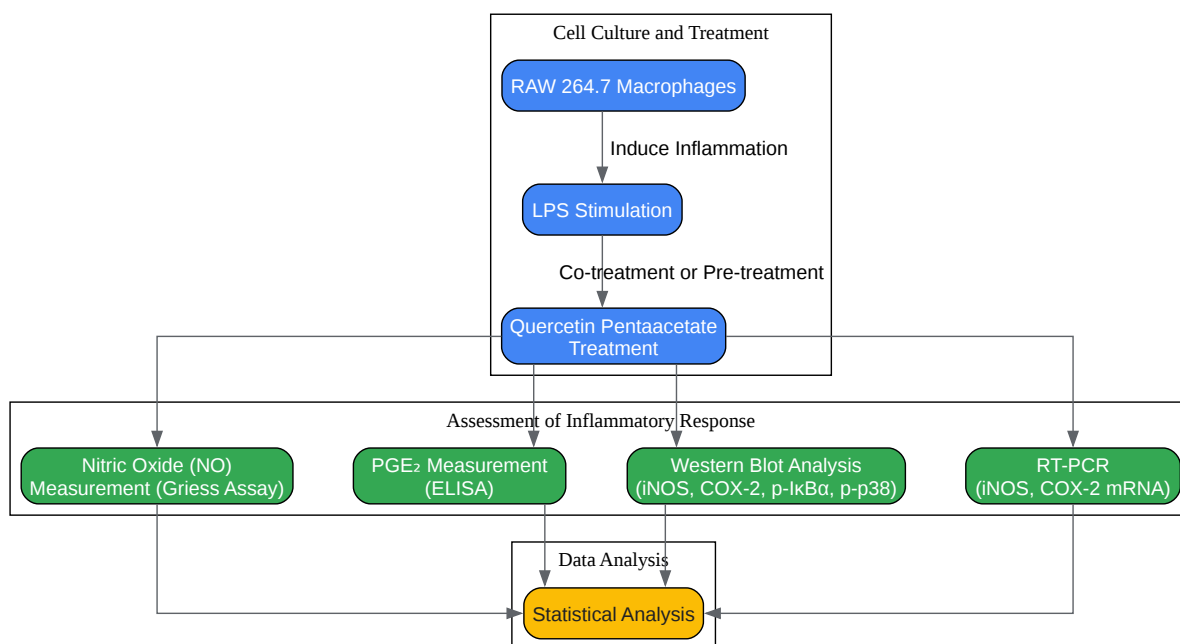 Cell Culture and Treatment
RAW 264.7 Macrophages
Induce Inflammation
LPS Stimulation
Co-treatment or Pre-treatment
Quercetin Pentaacetate
Treatment
Assessment of Inflammatory Response
Nitric Oxide (NO)
Measurement (Griess Assay)
PGE₂ Measurement
(ELISA)
Western Blot Analysis
(iNOS, COX-2, p-IκBα, p-p38)
RT-PCR
(iNOS, COX-2 mRNA)
Data Analysis
Statistical Analysis